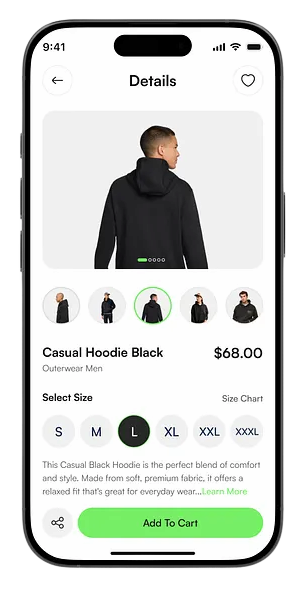 9:41
Details
Casual Hoodie Black
$68.00
Outerwear Men
Select Size
Size Chart
S
M
L
XL
XXL
XXXL
This Casual Black Hoodie is the perfect blend of comfort
and style. Made from soft, premium fabric, it offers a
relaxed fit that's great for everyday wear...Learn More
Add To Cart